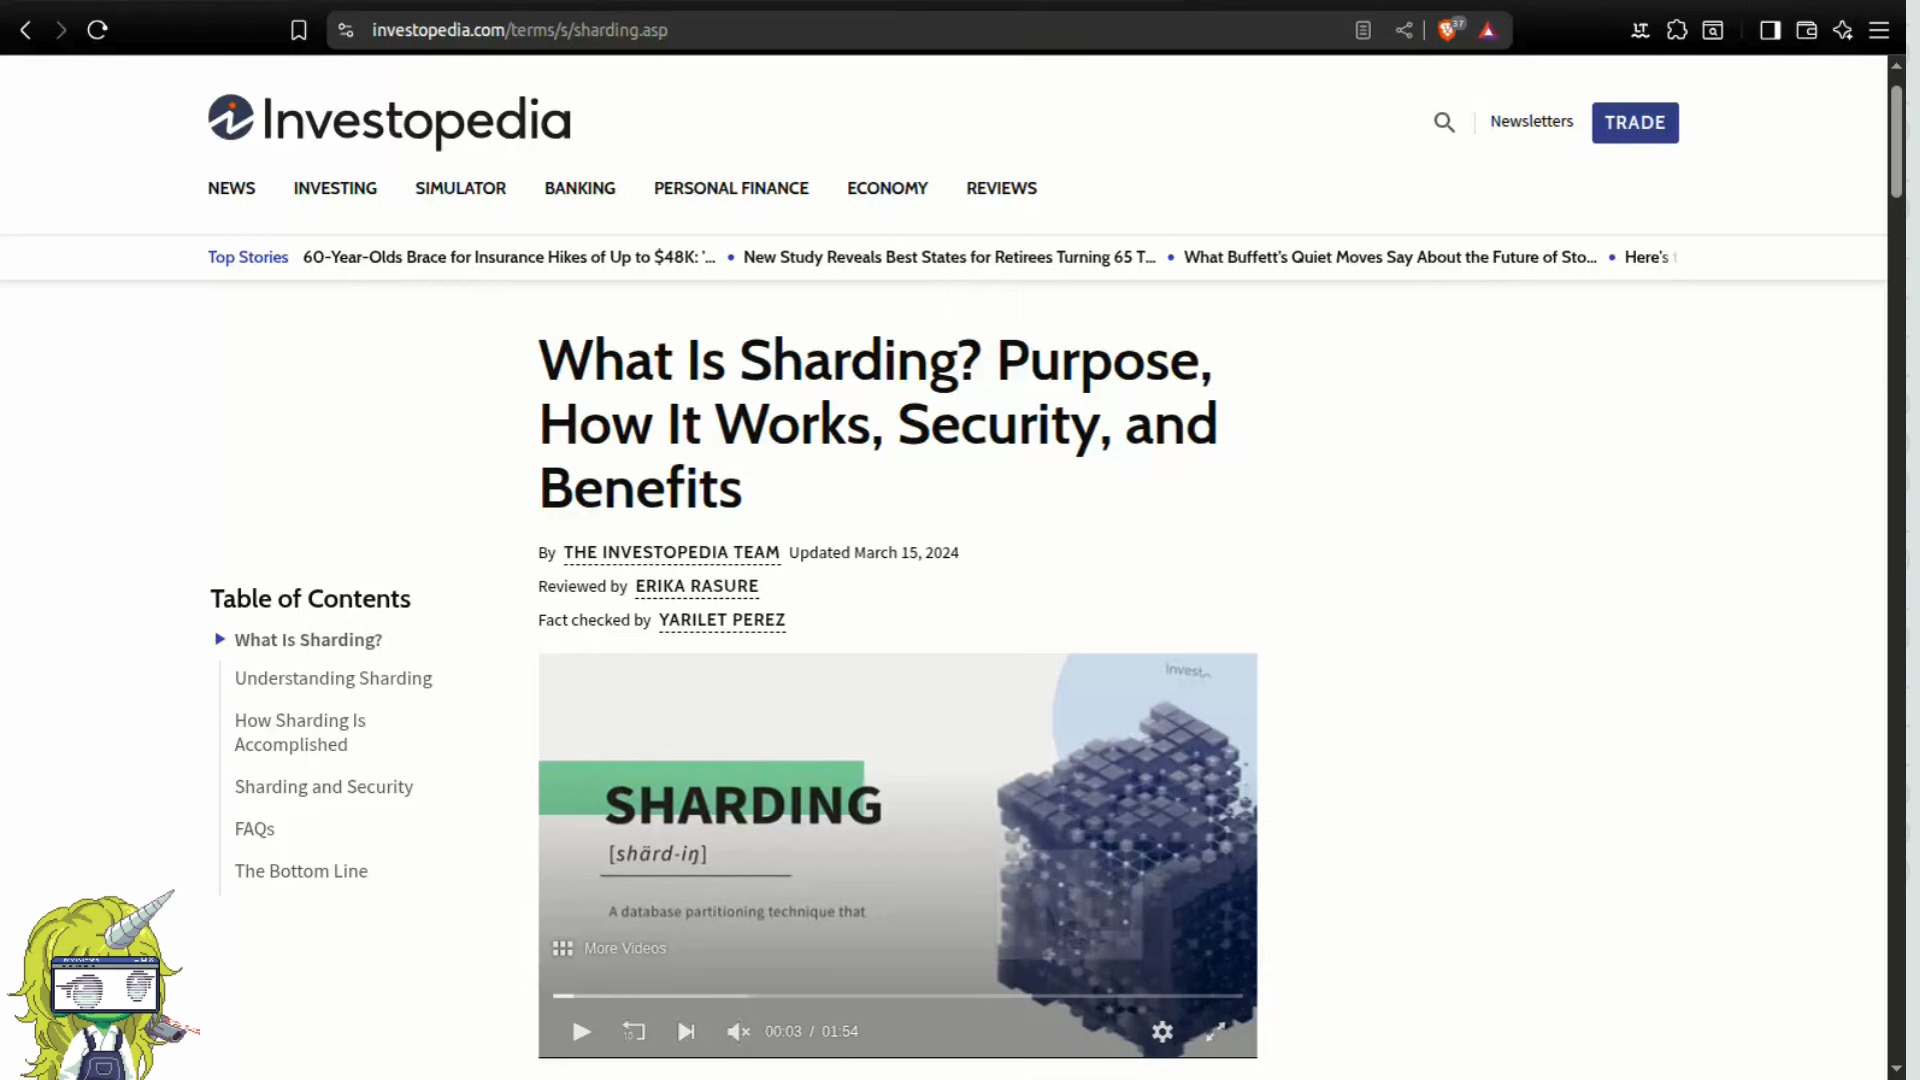 investopedia.com/terms/s/sharding.asp
37
Investopedia
Newsletters
TRADE
NEWS INVESTING SIMULATOR BANKING PERSONAL FINANCE ECONOMY REVIEWS
Top Stories 60-Year-Olds Brace for Insurance Hikes of Up to $48K: '... • New Study Reveals Best States for Retirees Turning 65 T... • What Buffett's Quiet Moves Say About the Future of Sto... • Here's
What Is Sharding? Purpose,
How It Works, Security, and
Benefits
By THE INVESTOPEDIA TEAM Updated March 15, 2024
Reviewed by ERIKA RASURE
Fact checked by YARILET PEREZ
Table of Contents
What Is Sharding?
Understanding Sharding
How Sharding Is
Accomplished
Sharding and Security
FAQs
The Bottom Line
Invest
SHARDING
[shärd-iŋ]
A database partitioning technique that
More Videos
10
00:03 / 01:54